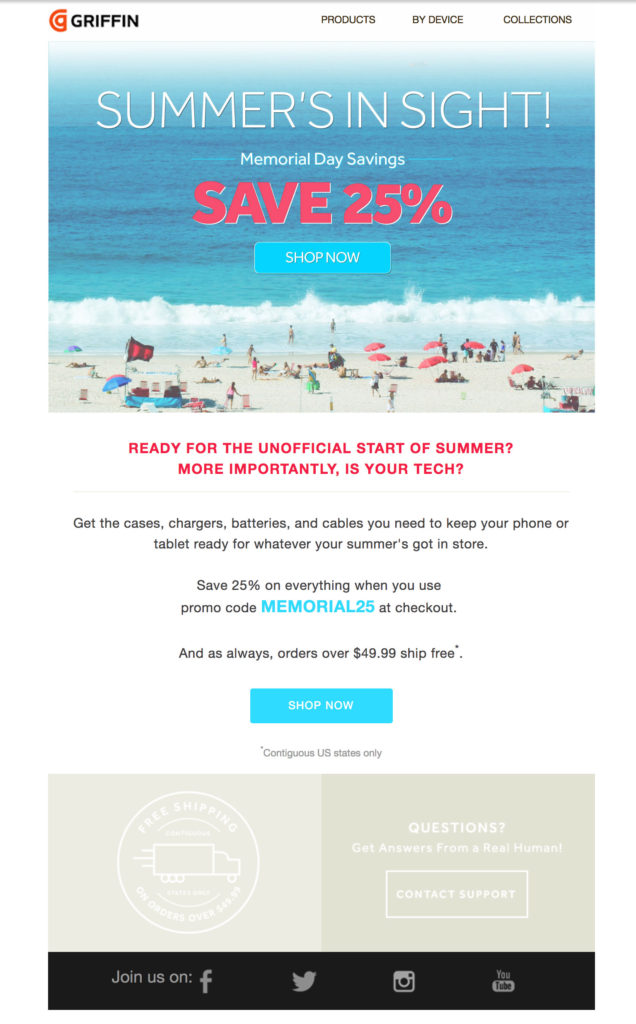 GRIFFIN
PRODUCTS BY DEVICE COLLECTIONS
SUMMER'S IN SIGHT!
Memorial Day Savings
SAVE 25%
SHOP NOW
READY FOR THE UNOFFICIAL START OF SUMMER?
MORE IMPORTANTLY, IS YOUR TECH?
Get the cases, chargers, batteries, and cables you need to keep your phone or
tablet ready for whatever your summer's got in store.
Save 25% on everything when you use
promo code MEMORIAL25 at checkout.
And as always, orders over $49.99 ship free*.
SHOP NOW
*Contiguous US states only
FREE SHIPPING
CONTIGUOUS
STATES ONLY
ON ORDERS OVER $49.99
QUESTIONS?
Get Answers From a Real Human!
CONTACT SUPPORT
Join us on:
You
Tube